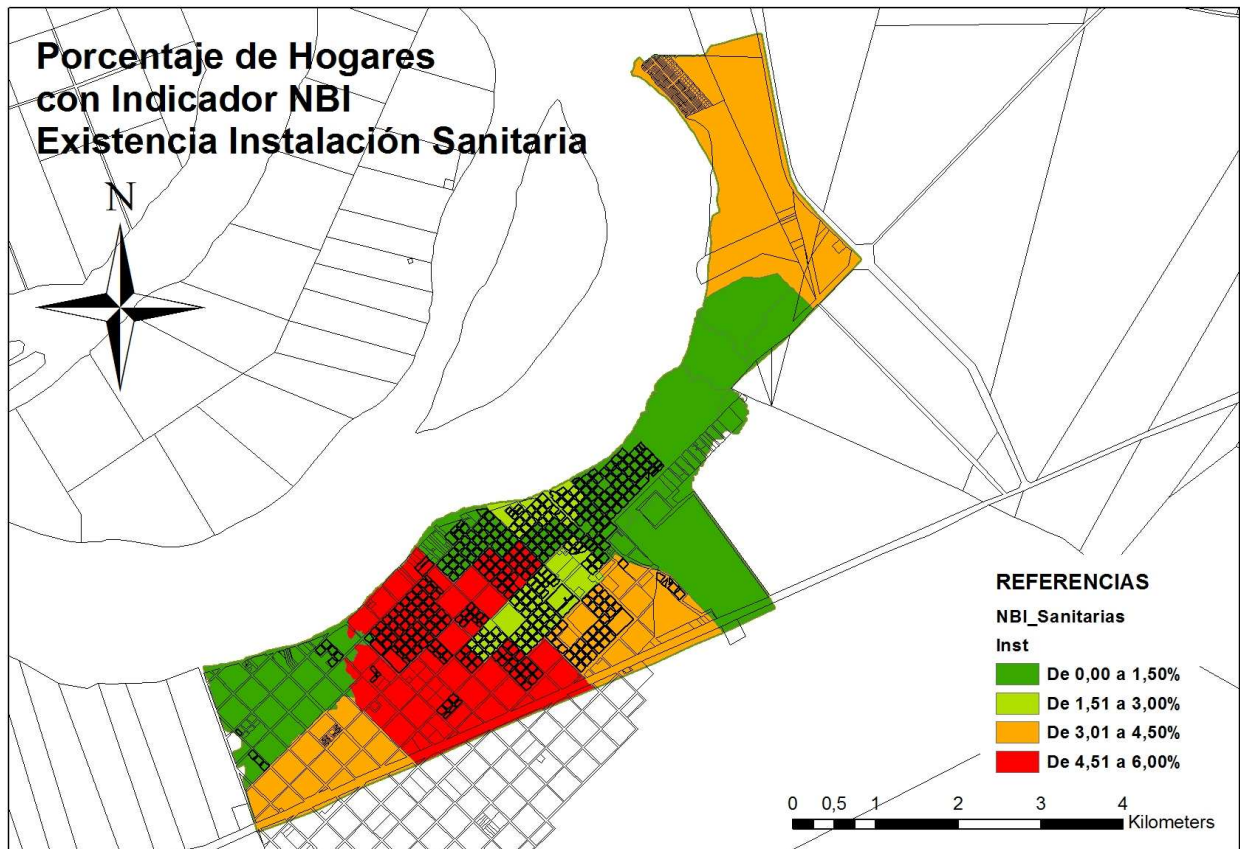 Porcentaje de Hogares
con Indicador NBI
Existencia Instalación Sanitaria
N
REFERENCIAS
NBI_Sanitarias
Inst
De 0,00 a 1,50%
De 1,51 a 3,00%
De 3,01 a 4,50%
De 4,51 a 6,00%
0 0,5 1 2 3 4
Kilometers